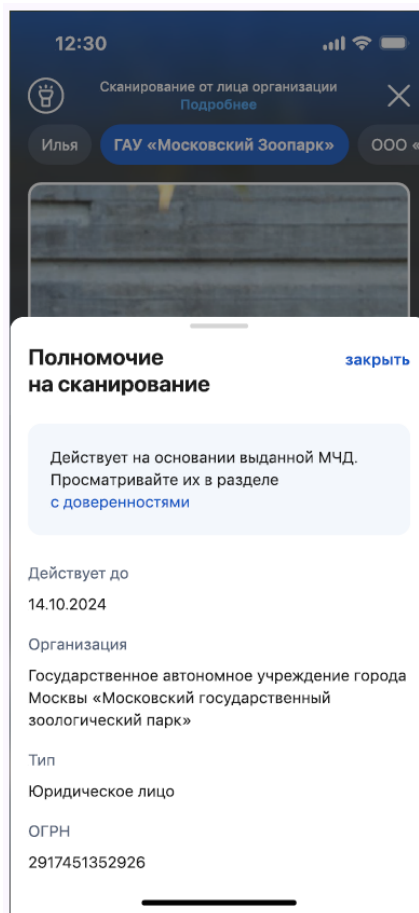 12:30
Сканирование от лица организации
Подробнее
Илья
ГАУ «Московский Зоопарк»
ООО «
Полномочие
на сканирование
закрыть
Действует на основании выданной МЧД.
Просматривайте их в разделе
с доверенностями
Действует до
14.10.2024
Организация
Государственное автономное учреждение города
Москвы «Московский государственный
зоологический парк»
Тип
Юридическое лицо
ОГРН
2917451352926